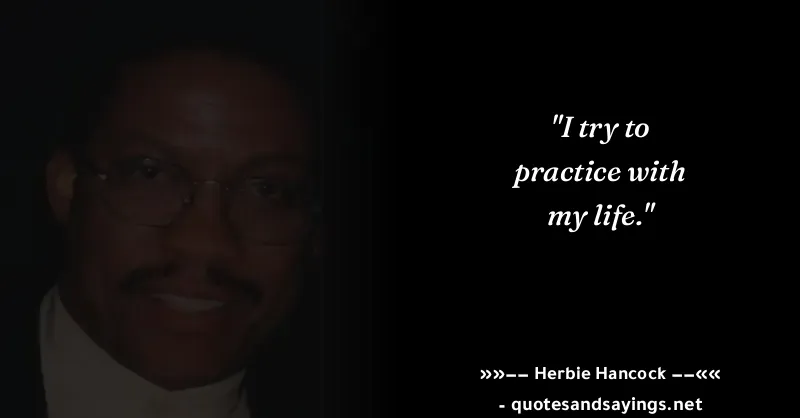 "I try to
practice with
my life."
»»–– Herbie Hancock ––««
- quotesandsayings.net